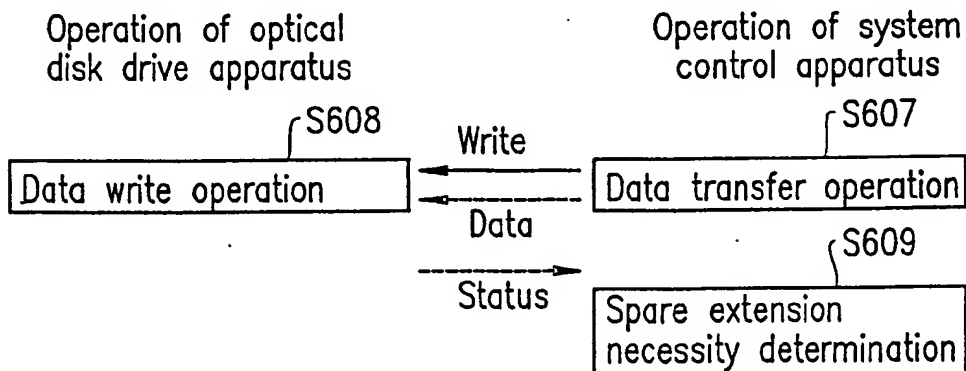 Operation of optical
disk drive apparatus
Operation of system
control apparatus
S608
S607
Write
Data write operation
Data transfer operation
Data
S609
Status
Spare extension
necessity determination